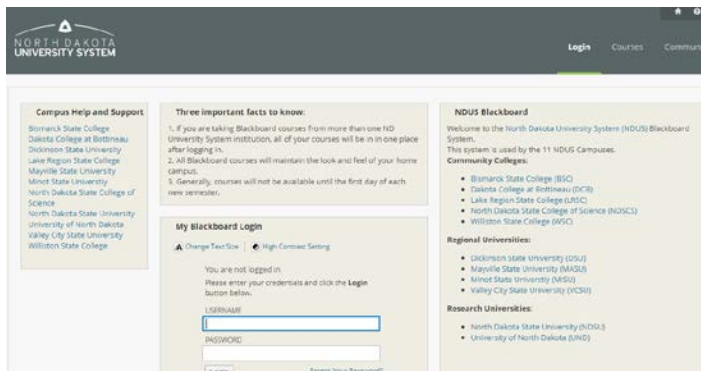 NORTH DAKOTA
UNIVERSITY SYSTEM
Login
Courses
Commun
Campus Help and Support
Bismarck State College
Dakota College at Bottineau
Dickinson State University
Lake Region State College
Mayville State University
Minot State University
North Dakota State College of
Science
North Dakota State University
University of North Dakota
Valley City State University
Williston State College
Three important facts to know:
1. If you are taking Blackboard courses from more than one ND
University System institution, all of your courses will be in in one place
after logging in.
2. All Blackboard courses will maintain the look and feel of your home
campus.
3. Generally, courses will not be available until the first day of each
new semester.
My Blackboard Login
A Change Text Size
High Contrast Setting
You are not logged in
Please enter your credentials and click the Login
button below.
USERNAME
PASSWORD
NDUS Blackboard
Welcome to the North Dakota University System (NDUS) Blackboard
System.
This system is used by the 11 NDUS Campuses.
Community Colleges:
Bismarck State College (BSC)
Dakota College at Bottineau (DCB)
Lake Region State College (LRSC)
North Dakota State College of Science (NDSCS)
Williston State College (WSC)
Regional Universities:
Dickinson State University (DSU)
Mayville State University (MASU)
Minot State University (MISU)
Valley City State University (VCSU)
Research Universities:
North Dakota State University (NDSU)
University of North Dakota (UND)